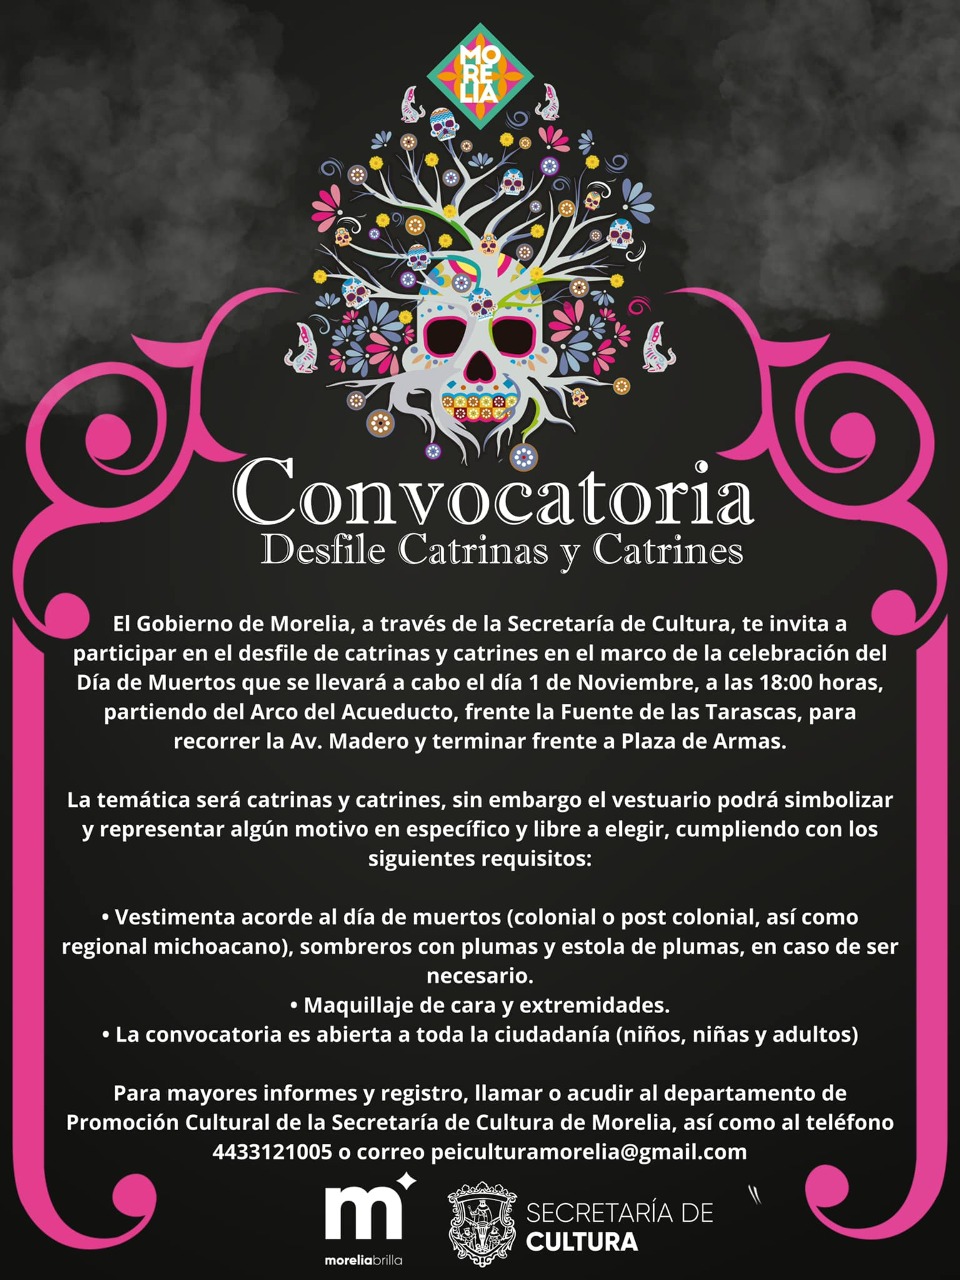 MO
RE
LIA
Convocatoria
Desfile Catrinas y Catrines
El Gobierno de Morelia, a través de la Secretaría de Cultura, te invita a
participar en el desfile de catrinas y catrines en el marco de la celebración del
Día de Muertos que se llevará a cabo el día 1 de Noviembre, a las 18:00 horas,
partiendo del Arco del Acueducto, frente la Fuente de las Tarascas, para
recorrer la Av. Madero y terminar frente a Plaza de Armas.
La temática será catrinas y catrines, sin embargo el vestuario podrá simbolizar
y representar algún motivo en específico y libre a elegir, cumpliendo con los
siguientes requisitos:
• Vestimenta acorde al día de muertos (colonial o post colonial, así como
regional michoacano), sombreros con plumas y estola de plumas, en caso de ser
necesario.
• Maquillaje de cara y extremidades.
• La convocatoria es abierta a toda la ciudadanía (niños, niñas y adultos)
Para mayores informes y registro, llamar o acudir al departamento de
Promoción Cultural de la Secretaría de Cultura de Morelia, así como al teléfono
4433121005 o correo peiculturamorelia@gmail.com
m
moreliabrilla
SECRETARÍA DE
CULTURA